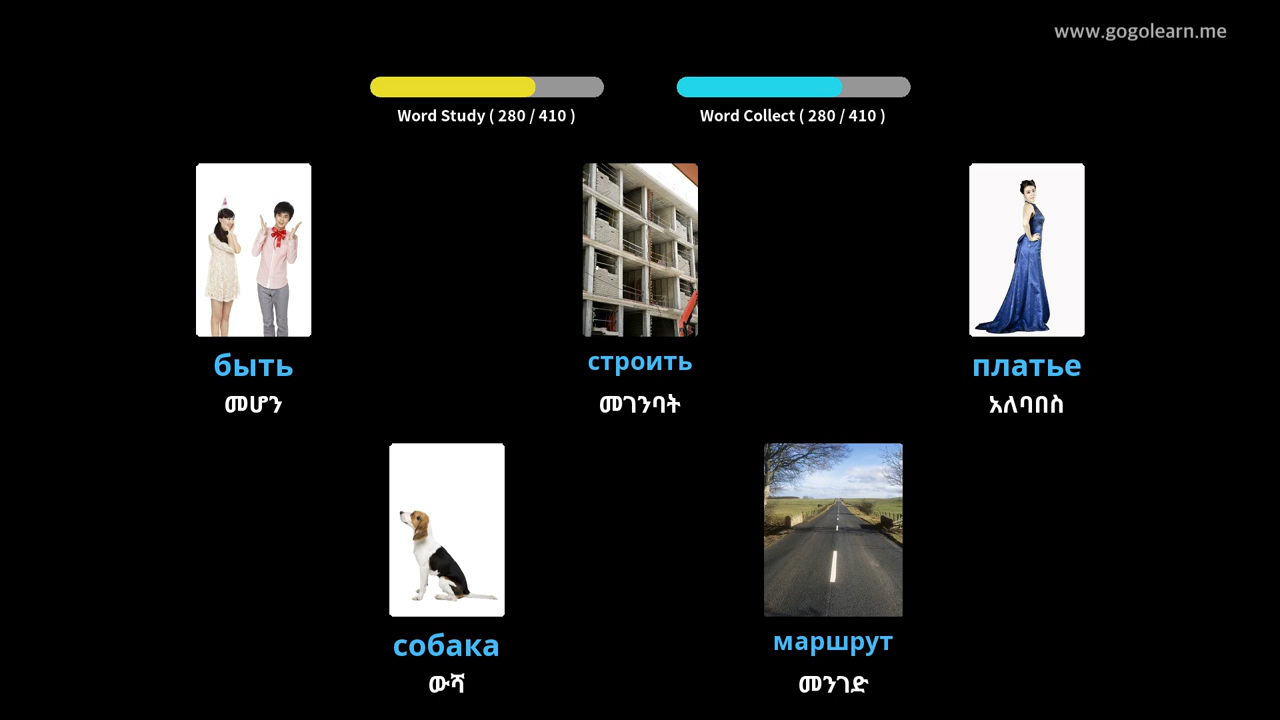 www.gogolearn.me
Word Study ( 280 / 410 )
Word Collect ( 280 / 410 )
быть
መሆን
строить
መገንባት
платье
አለባበስ
собака
ውሻ
маршрут
መንገድ